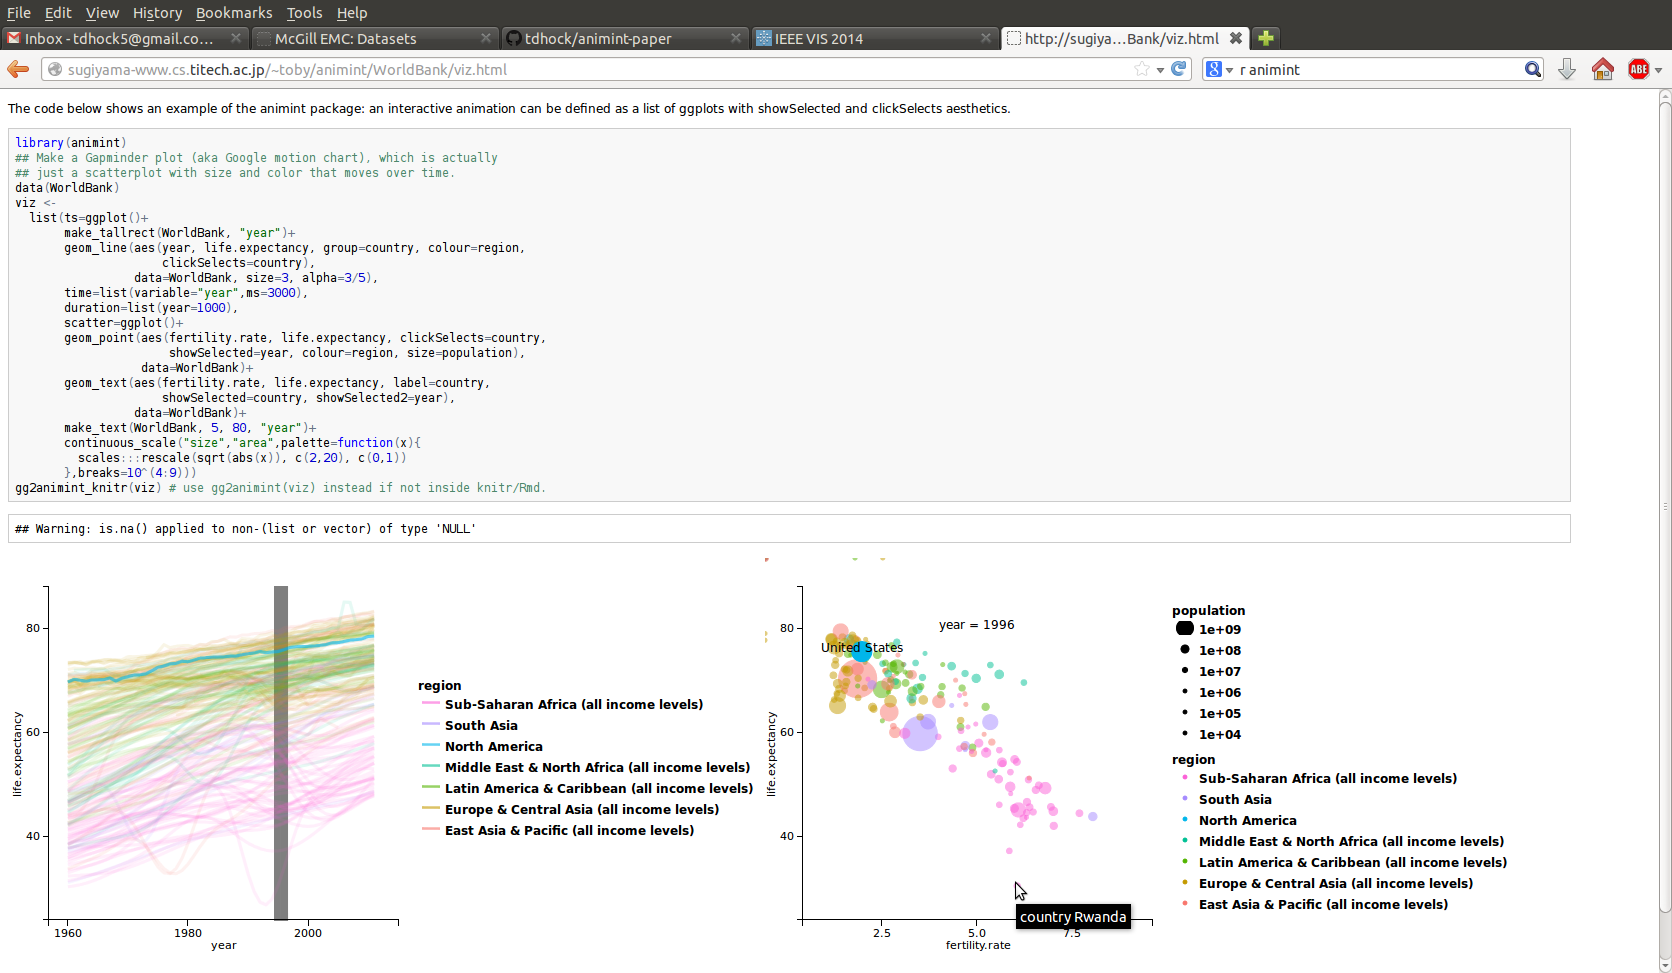 File Edit View History Bookmarks Tools Help
Inbox - tdhock5@gmail.co...
McGill EMC: Datasets
tdhock/animint-paper
IEEE VIS 2014
http://sugiya...Bank/viz.html
sugiyama-www.cs.titech.ac.jp/~toby/animint/WorldBank/viz.html
8
r animint
ABE
The code below shows an example of the animint package: an interactive animation can be defined as a list of ggplots with showSelected and clickSelects aesthetics.
library(animint)
## Make a Gapminder plot (aka Google motion chart), which is actually
## just a scatterplot with size and color that moves over time.
data(WorldBank)
viz <-
  list(ts=ggplot()+
       make_tallrect(WorldBank, "year")+
       geom_line(aes(year, life.expectancy, group=country, colour=region,
                     clickSelects=country),
                 data=WorldBank, size=3, alpha=3/5),
       time=list(variable="year",ms=3000),
       duration=list(year=1000),
       scatter=ggplot()+
       geom_point(aes(fertility.rate, life.expectancy, clickSelects=country,
                      showSelected=year, colour=region, size=population),
                  data=WorldBank)+
       geom_text(aes(fertility.rate, life.expectancy, label=country,
                     showSelected=country, showSelected2=year),
                 data=WorldBank)+
       make_text(WorldBank, 5, 80, "year")+
       continuous_scale("size","area",palette=function(x){
         scales:::rescale(sqrt(abs(x)), c(2,20), c(0,1))
       },breaks=10^(4:9)))
gg2animint_knitr(viz) # use gg2animint(viz) instead if not inside knitr/Rmd.
## Warning: is.na() applied to non-(list or vector) of type 'NULL'
80
60
40
life.expectancy
1960
1980
2000
year
region
Sub-Saharan Africa (all income levels)
South Asia
North America
Middle East & North Africa (all income levels)
Latin America & Caribbean (all income levels)
Europe & Central Asia (all income levels)
East Asia & Pacific (all income levels)
80
60
40
life.expectancy
year = 1996
United States
country Rwanda
2.5
5.0
7.5
fertility.rate
population
1e+09
1e+08
1e+07
1e+06
1e+05
1e+04
region
Sub-Saharan Africa (all income levels)
South Asia
North America
Middle East & North Africa (all income levels)
Latin America & Caribbean (all income levels)
Europe & Central Asia (all income levels)
East Asia & Pacific (all income levels)